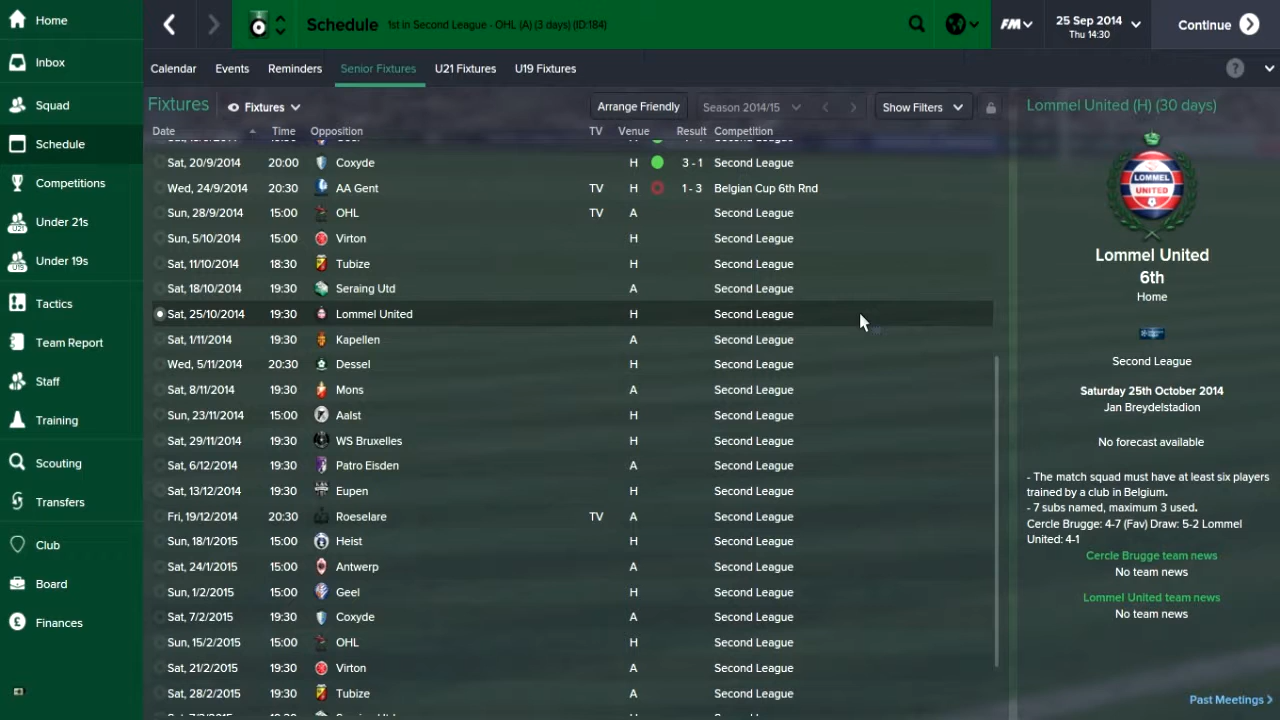 Home
Inbox
Squad
Schedule
Competitions
Under 21s
Under 19s
Tactics
Team Report
Staff
Training
Scouting
Transfers
Club
Board
Finances
Schedule 1st in Second League - OHL (A) (3 days) (ID:184)
FM
25 Sep 2014
Thu 14:30
Continue
Calendar Events Reminders Senior Fixtures U21 Fixtures U19 Fixtures
Fixtures Fixtures Arrange Friendly Season 2014/15 Show Filters
Date Time Opposition TV Venue Result Competition
Sat, 20/9/2014 20:00 Coxyde H 3 - 1 Second League
Wed, 24/9/2014 20:30 AA Gent TV H 1 - 3 Belgian Cup 6th Rnd
Sun, 28/9/2014 15:00 OHL TV A Second League
Sun, 5/10/2014 15:00 Virton H Second League
Sat, 11/10/2014 18:30 Tubize H Second League
Sat, 18/10/2014 19:30 Seraing Utd A Second League
Sat, 25/10/2014 19:30 Lommel United H Second League
Sat, 1/11/2014 19:30 Kapellen A Second League
Wed, 5/11/2014 20:30 Dessel H Second League
Sat, 8/11/2014 19:30 Mons A Second League
Sun, 23/11/2014 15:00 Aalst H Second League
Sat, 29/11/2014 19:30 WS Bruxelles H Second League
Sat, 6/12/2014 19:30 Patro Eisden A Second League
Sat, 13/12/2014 19:30 Eupen H Second League
Fri, 19/12/2014 20:30 Roeselare TV A Second League
Sun, 18/1/2015 15:00 Heist H Second League
Sat, 24/1/2015 15:00 Antwerp A Second League
Sun, 1/2/2015 15:00 Geel H Second League
Sat, 7/2/2015 19:30 Coxyde A Second League
Sun, 15/2/2015 15:00 OHL H Second League
Sat, 21/2/2015 19:30 Virton A Second League
Sat, 28/2/2015 19:30 Tubize A Second League
Lommel United (H) (30 days)
LOMMEL
UNITED
Lommel United
6th
Home
Second League
Saturday 25th October 2014
Jan Breydelstadion
No forecast available
- The match squad must have at least six players
trained by a club in Belgium.
- 7 subs named, maximum 3 used.
Cercle Brugge: 4-7 (Fav) Draw: 5-2 Lommel
United: 4-1
Cercle Brugge team news
No team news
Lommel United team news
No team news
Past Meetings